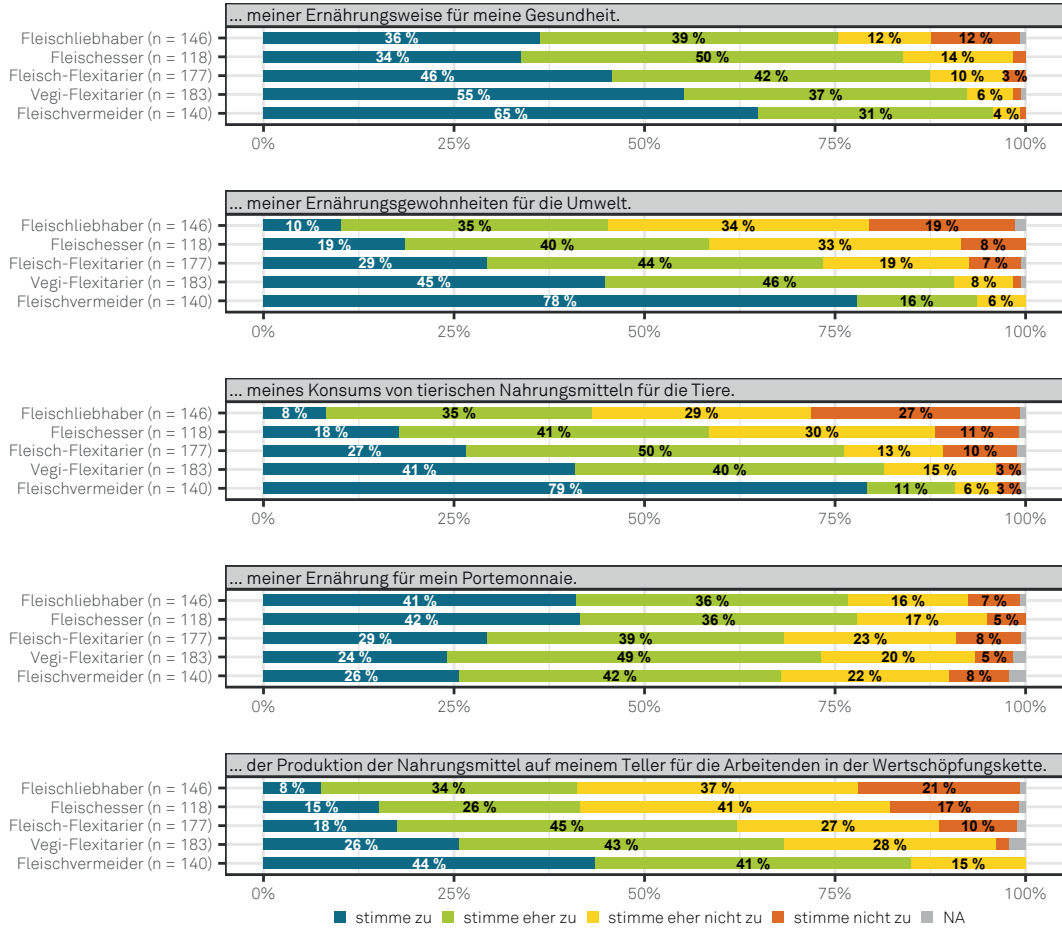 ... meiner Ernährungsweise für meine Gesundheit.
Fleischliebhaber (n = 146) 36 % 39 % 12 % 12 %
Fleischesser (n = 118) 34 % 50 % 14 %
Fleisch-Flexitarier (n = 177) 46 % 42 % 10 % 3 %
Vegi-Flexitarier (n = 183) 55 % 37 % 6 %
Fleischvermeider (n = 140) 65 % 31 % 4 %
0% 25% 50% 75% 100%
... meiner Ernährungsgewohnheiten für die Umwelt.
Fleischliebhaber (n = 146) 10 % 35 % 34 % 19 %
Fleischesser (n = 118) 19 % 40 % 33 % 8 %
Fleisch-Flexitarier (n = 177) 29 % 44 % 19 % 7 %
Vegi-Flexitarier (n = 183) 45 % 46 % 8 %
Fleischvermeider (n = 140) 78 % 16 % 6 %
0% 25% 50% 75% 100%
... meines Konsums von tierischen Nahrungsmitteln für die Tiere.
Fleischliebhaber (n = 146) 8 % 35 % 29 % 27 %
Fleischesser (n = 118) 18 % 41 % 30 % 11 %
Fleisch-Flexitarier (n = 177) 27 % 50 % 13 % 10 %
Vegi-Flexitarier (n = 183) 41 % 40 % 15 % 3 %
Fleischvermeider (n = 140) 79 % 11 % 6 % 3 %
0% 25% 50% 75% 100%
... meiner Ernährung für mein Portemonnaie.
Fleischliebhaber (n = 146) 41 % 36 % 16 % 7 %
Fleischesser (n = 118) 42 % 36 % 17 % 5 %
Fleisch-Flexitarier (n = 177) 29 % 39 % 23 % 8 %
Vegi-Flexitarier (n = 183) 24 % 49 % 20 % 5 %
Fleischvermeider (n = 140) 26 % 42 % 22 % 8 %
0% 25% 50% 75% 100%
... der Produktion der Nahrungsmittel auf meinem Teller für die Arbeitenden in der Wertschöpfungskette.
Fleischliebhaber (n = 146) 8 % 34 % 37 % 21 %
Fleischesser (n = 118) 15 % 26 % 41 % 17 %
Fleisch-Flexitarier (n = 177) 18 % 45 % 27 % 10 %
Vegi-Flexitarier (n = 183) 26 % 43 % 28 %
Fleischvermeider (n = 140) 44 % 41 % 15 %
0% 25% 50% 75% 100%
stimme zu stimme eher zu stimme eher nicht zu stimme nicht zu NA